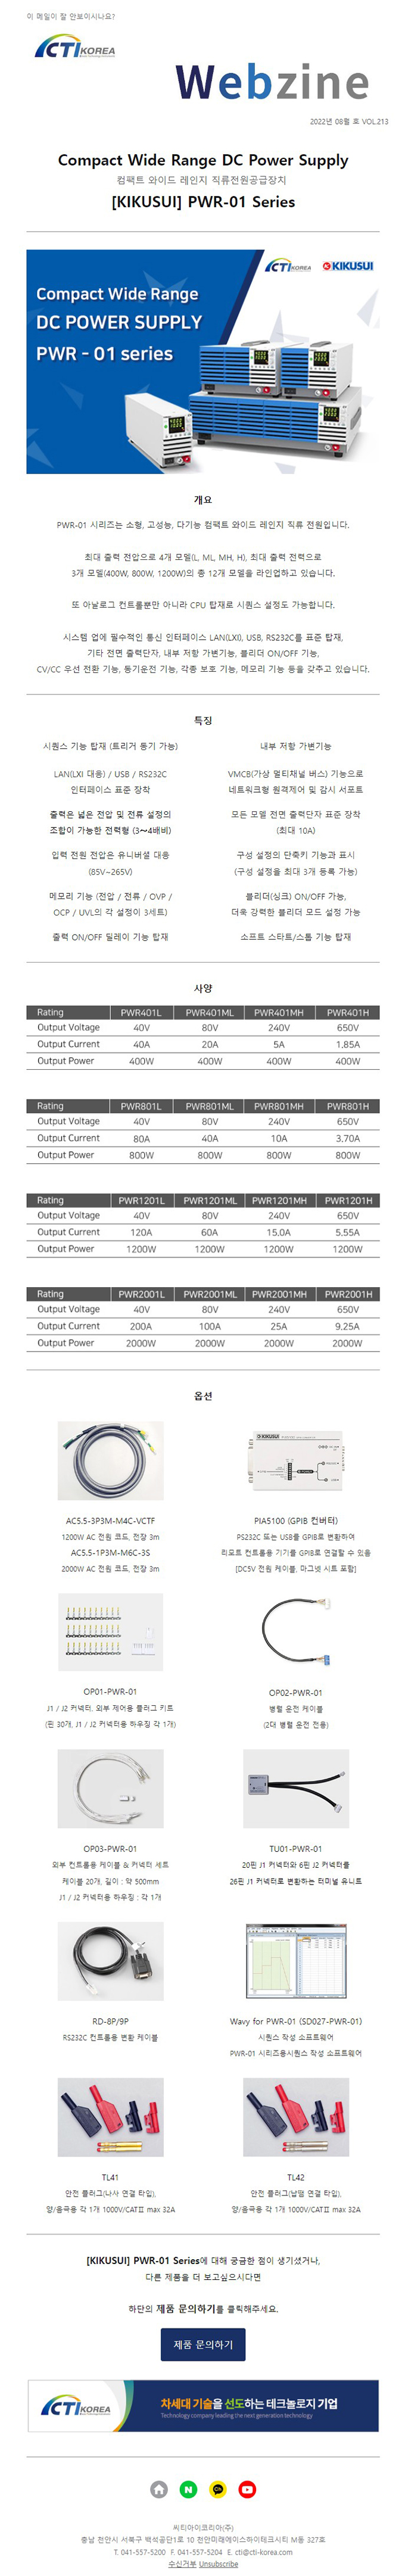 이 메일이 잘 안보이시나요?
CTI KOREA
Webzine
2022년 08월 호 VOL.213
Compact Wide Range DC Power Supply
컴팩트 와이드 레인지 직류전원공급장치
[KIKUSUI] PWR-01 Series
CTI KOREA KIKUSUI
Compact Wide Range
DC POWER SUPPLY
PWR - 01 series
개요
PWR-01 시리즈는 소형, 고성능, 다기능 컴팩트 와이드 레인지 직류 전원입니다.
최대 출력 전압으로 4개 모델(L, ML, MH, H), 최대 출력 전력으로
3개 모델(400W, 800W, 1200W)의 총 12개 모델을 라인업하고 있습니다.
또 아날로그 컨트롤뿐만 아니라 CPU 탑재로 시퀀스 설정도 가능합니다.
시스템 업에 필수적인 통신 인터페이스 LAN(LXI), USB, RS232C를 표준 탑재,
기타 전면 출력단자, 내부 저항 가변기능, 블리더 ON/OFF 기능,
CV/CC 우선 전환 기능, 동기운전 기능, 각종 보호 기능, 메모리 기능 등을 갖추고 있습니다.
특징
시퀀스 기능 탑재 (트리거 동기 가능)
내부 저항 가변기능
LAN(LXI 대응) / USB / RS232C
인터페이스 표준 장착
VMCB(가상 멀티채널 버스) 기능으로
네트워크형 원격제어 및 감시 서포트
출력은 넓은 전압 및 전류 설정의
조합이 가능한 전력형 (3~4배비)
모든 모델 전면 출력단자 표준 장착
(최대 10A)
입력 전원 전압은 유니버셜 대응
(85V~265V)
구성 설정의 단축키 기능과 표시
(구성 설정을 최대 3개 등록 가능)
메모리 기능 (전압 / 전류 / OVP /
OCP / UVL의 각 설정이 3세트)
블리더(싱크) ON/OFF 가능,
더욱 강력한 블리더 모드 설정 가능
출력 ON/OFF 딜레이 기능 탑재
소프트 스타트/스톱 기능 탑재
사양
Rating PWR401L PWR401ML PWR401MH PWR401H
Output Voltage 40V 80V 240V 650V
Output Current 40A 20A 5A 1.85A
Output Power 400W 400W 400W 400W
Rating PWR801L PWR801ML PWR801MH PWR801H
Output Voltage 40V 80V 240V 650V
Output Current 80A 40A 10A 3.70A
Output Power 800W 800W 800W 800W
Rating PWR1201L PWR1201ML PWR1201MH PWR1201H
Output Voltage 40V 80V 240V 650V
Output Current 120A 60A 15.0A 5.55A
Output Power 1200W 1200W 1200W 1200W
Rating PWR2001L PWR2001ML PWR2001MH PWR2001H
Output Voltage 40V 80V 240V 650V
Output Current 200A 100A 25A 9.25A
Output Power 2000W 2000W 2000W 2000W
옵션
KIKUSUI
AC5.5-3P3M-M4C-VCTF
1200W AC 전원 코드, 전장 3m
AC5.5-1P3M-M6C-3S
2000W AC 전원 코드, 전장 3m
PIA5100 (GPIB 컨버터)
PS232C 또는 USB를 GPIB로 변환하여
리모트 컨트롤용 기기를 GPIB로 연결할 수 있음
[DC5V 전원 케이블, 마그넷 시트 포함]
OP01-PWR-01
J1 / J2 커넥터, 외부 제어용 플러그 키트
(핀 30개, J1 / J2 커넥터용 하우징 각 1개)
OP02-PWR-01
병렬 운전 케이블
(2대 병렬 운전 전용)
OP03-PWR-01
외부 컨트롤용 케이블 & 커넥터 세트
케이블 20개, 길이 : 약 500mm
J1 / J2 커넥터용 하우징 : 각 1개
TU01-PWR-01
20핀 J1 커넥터와 6핀 J2 커넥터를
26핀 J1 커넥터로 변환하는 터미널 유니트
RD-8P/9P
RS232C 컨트롤용 변환 케이블
Wavy for PWR-01 (SD027-PWR-01)
시퀀스 작성 소프트웨어
PWR-01 시리즈용시퀀스 작성 소프트웨어
TL41
안전 플러그(나사 연결 타입),
양/음극용 각 1개 1000V/CATⅡ max 32A
TL42
안전 플러그(납땜 연결 타입),
양/음극용 각 1개 1000V/CATⅡ max 32A
[KIKUSUI] PWR-01 Series에 대해 궁금한 점이 생기셨거나,
다른 제품을 더 보고싶으시다면
하단의 제품 문의하기를 클릭해주세요.
제품 문의하기
CTI KOREA
차세대 기술을 선도하는 테크놀로지 기업
Technology company leading the next generation technology
씨티아이코리아(주)
충남 천안시 서북구 백석공단1로 10 천안미래에이스하이테크시티 M동 327호
T. 041-557-5200 F. 041-557-5204 E. cti@cti-korea.com
수신거부 Unsubscribe